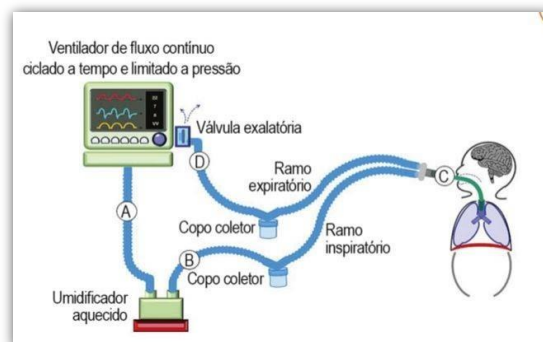 Ventilador de fluxo contínuo
ciclado a tempo e limitado a pressão
Válvula exalatória
D
Ramo
expiratório
C
A
Copo coletor
Ramo
inspiratório
B
Copo coletor
Umidificador
aquecido